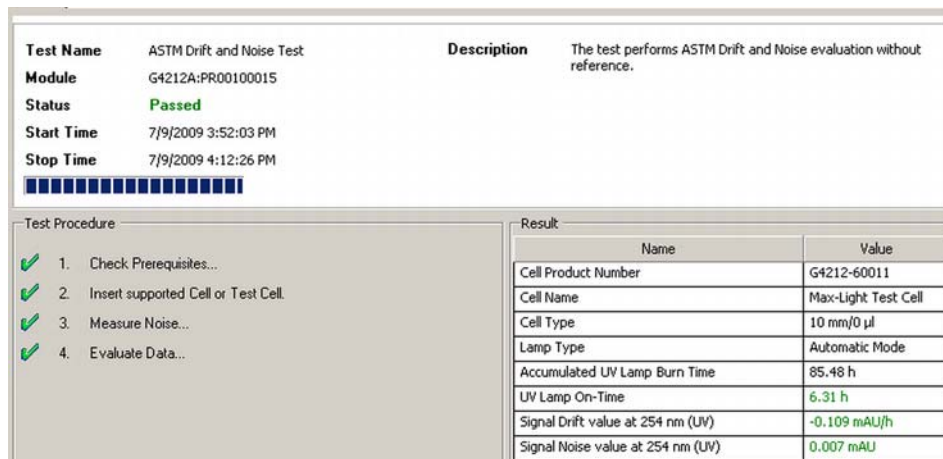 Test Name ASTM Drift and Noise Test Description The test performs ASTM Drift and Noise evaluation without
reference.
Module G4212A:PR00100015
Status Passed
Start Time 7/9/2009 3:52:03 PM
Stop Time 7/9/2009 4:12:26 PM
Test Procedure
1. Check Prerequisites...
2. Insert supported Cell or Test Cell.
3. Measure Noise...
4. Evaluate Data...
Result
Name Value
Cell Product Number G4212-60011
Cell Name Max-Light Test Cell
Cell Type 10 mm/0 µl
Lamp Type Automatic Mode
Accumulated UV Lamp Burn Time 85.48 h
UV Lamp On-Time 6.31 h
Signal Drift value at 254 nm (UV) -0.109 mAU/h
Signal Noise value at 254 nm (UV) 0.007 mAU